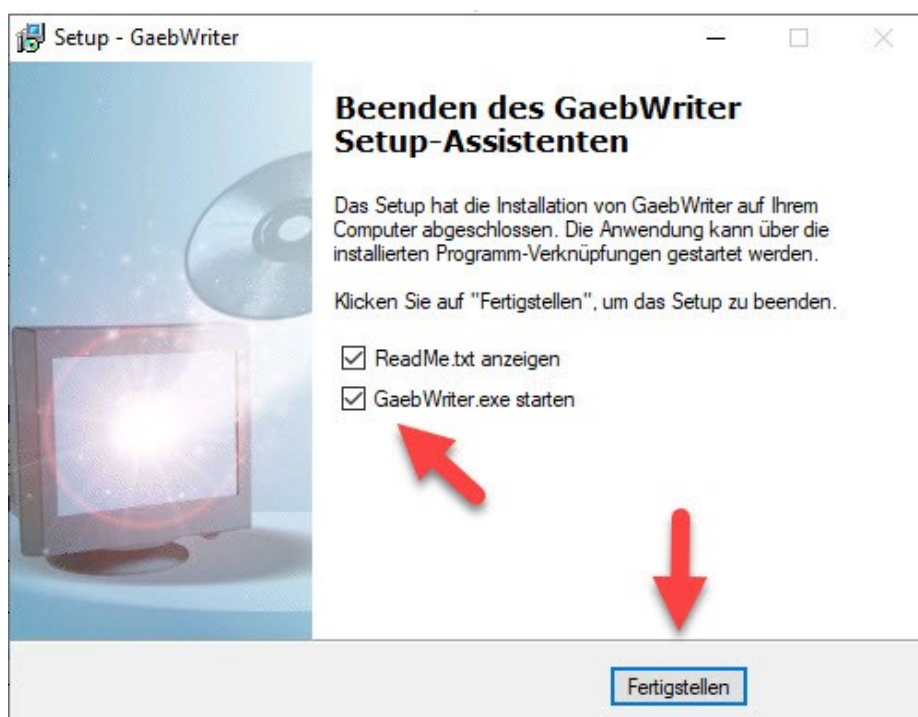 Setup - GaebWriter
Beenden des GaebWriter
Setup-Assistenten
Das Setup hat die Installation von GaebWriter auf Ihrem
Computer abgeschlossen. Die Anwendung kann über die
installierten Programm-Verknüpfungen gestartet werden.
Klicken Sie auf "Fertigstellen", um das Setup zu beenden.
ReadMe.txt anzeigen
GaebWriter.exe starten
Fertigstellen